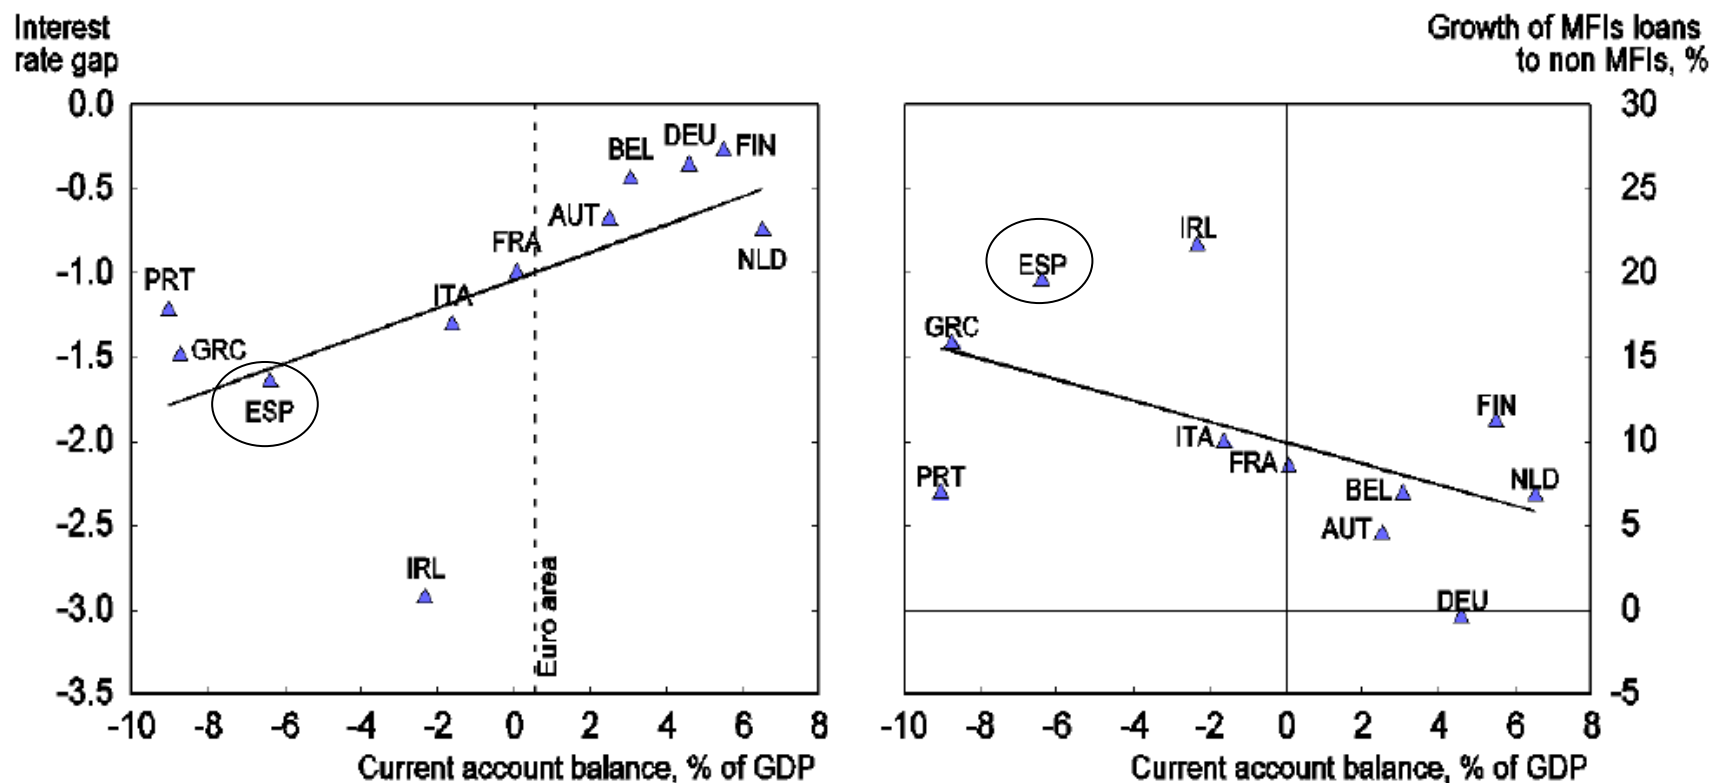 Interest
rate gap
0.0
-0.5
-1.0
-1.5
-2.0
-2.5
-3.0
-3.5
PRT
GRC
ESP
ITA
FRA
AUT
BEL
DEU
FIN
NLD
IRL
Euro area
-10 -8 -6 -4 -2 0 2 4 6 8
Current account balance, % of GDP
Growth of MFIs loans
to non MFIs, %
30
25
20
15
10
5
0
-5
IRL
ESP
GRC
FIN
ITA
FRA
PRT
BEL
NLD
AUT
DEU
-10 -8 -6 -4 -2 0 2 4 6 8
Current account balance, % of GDP